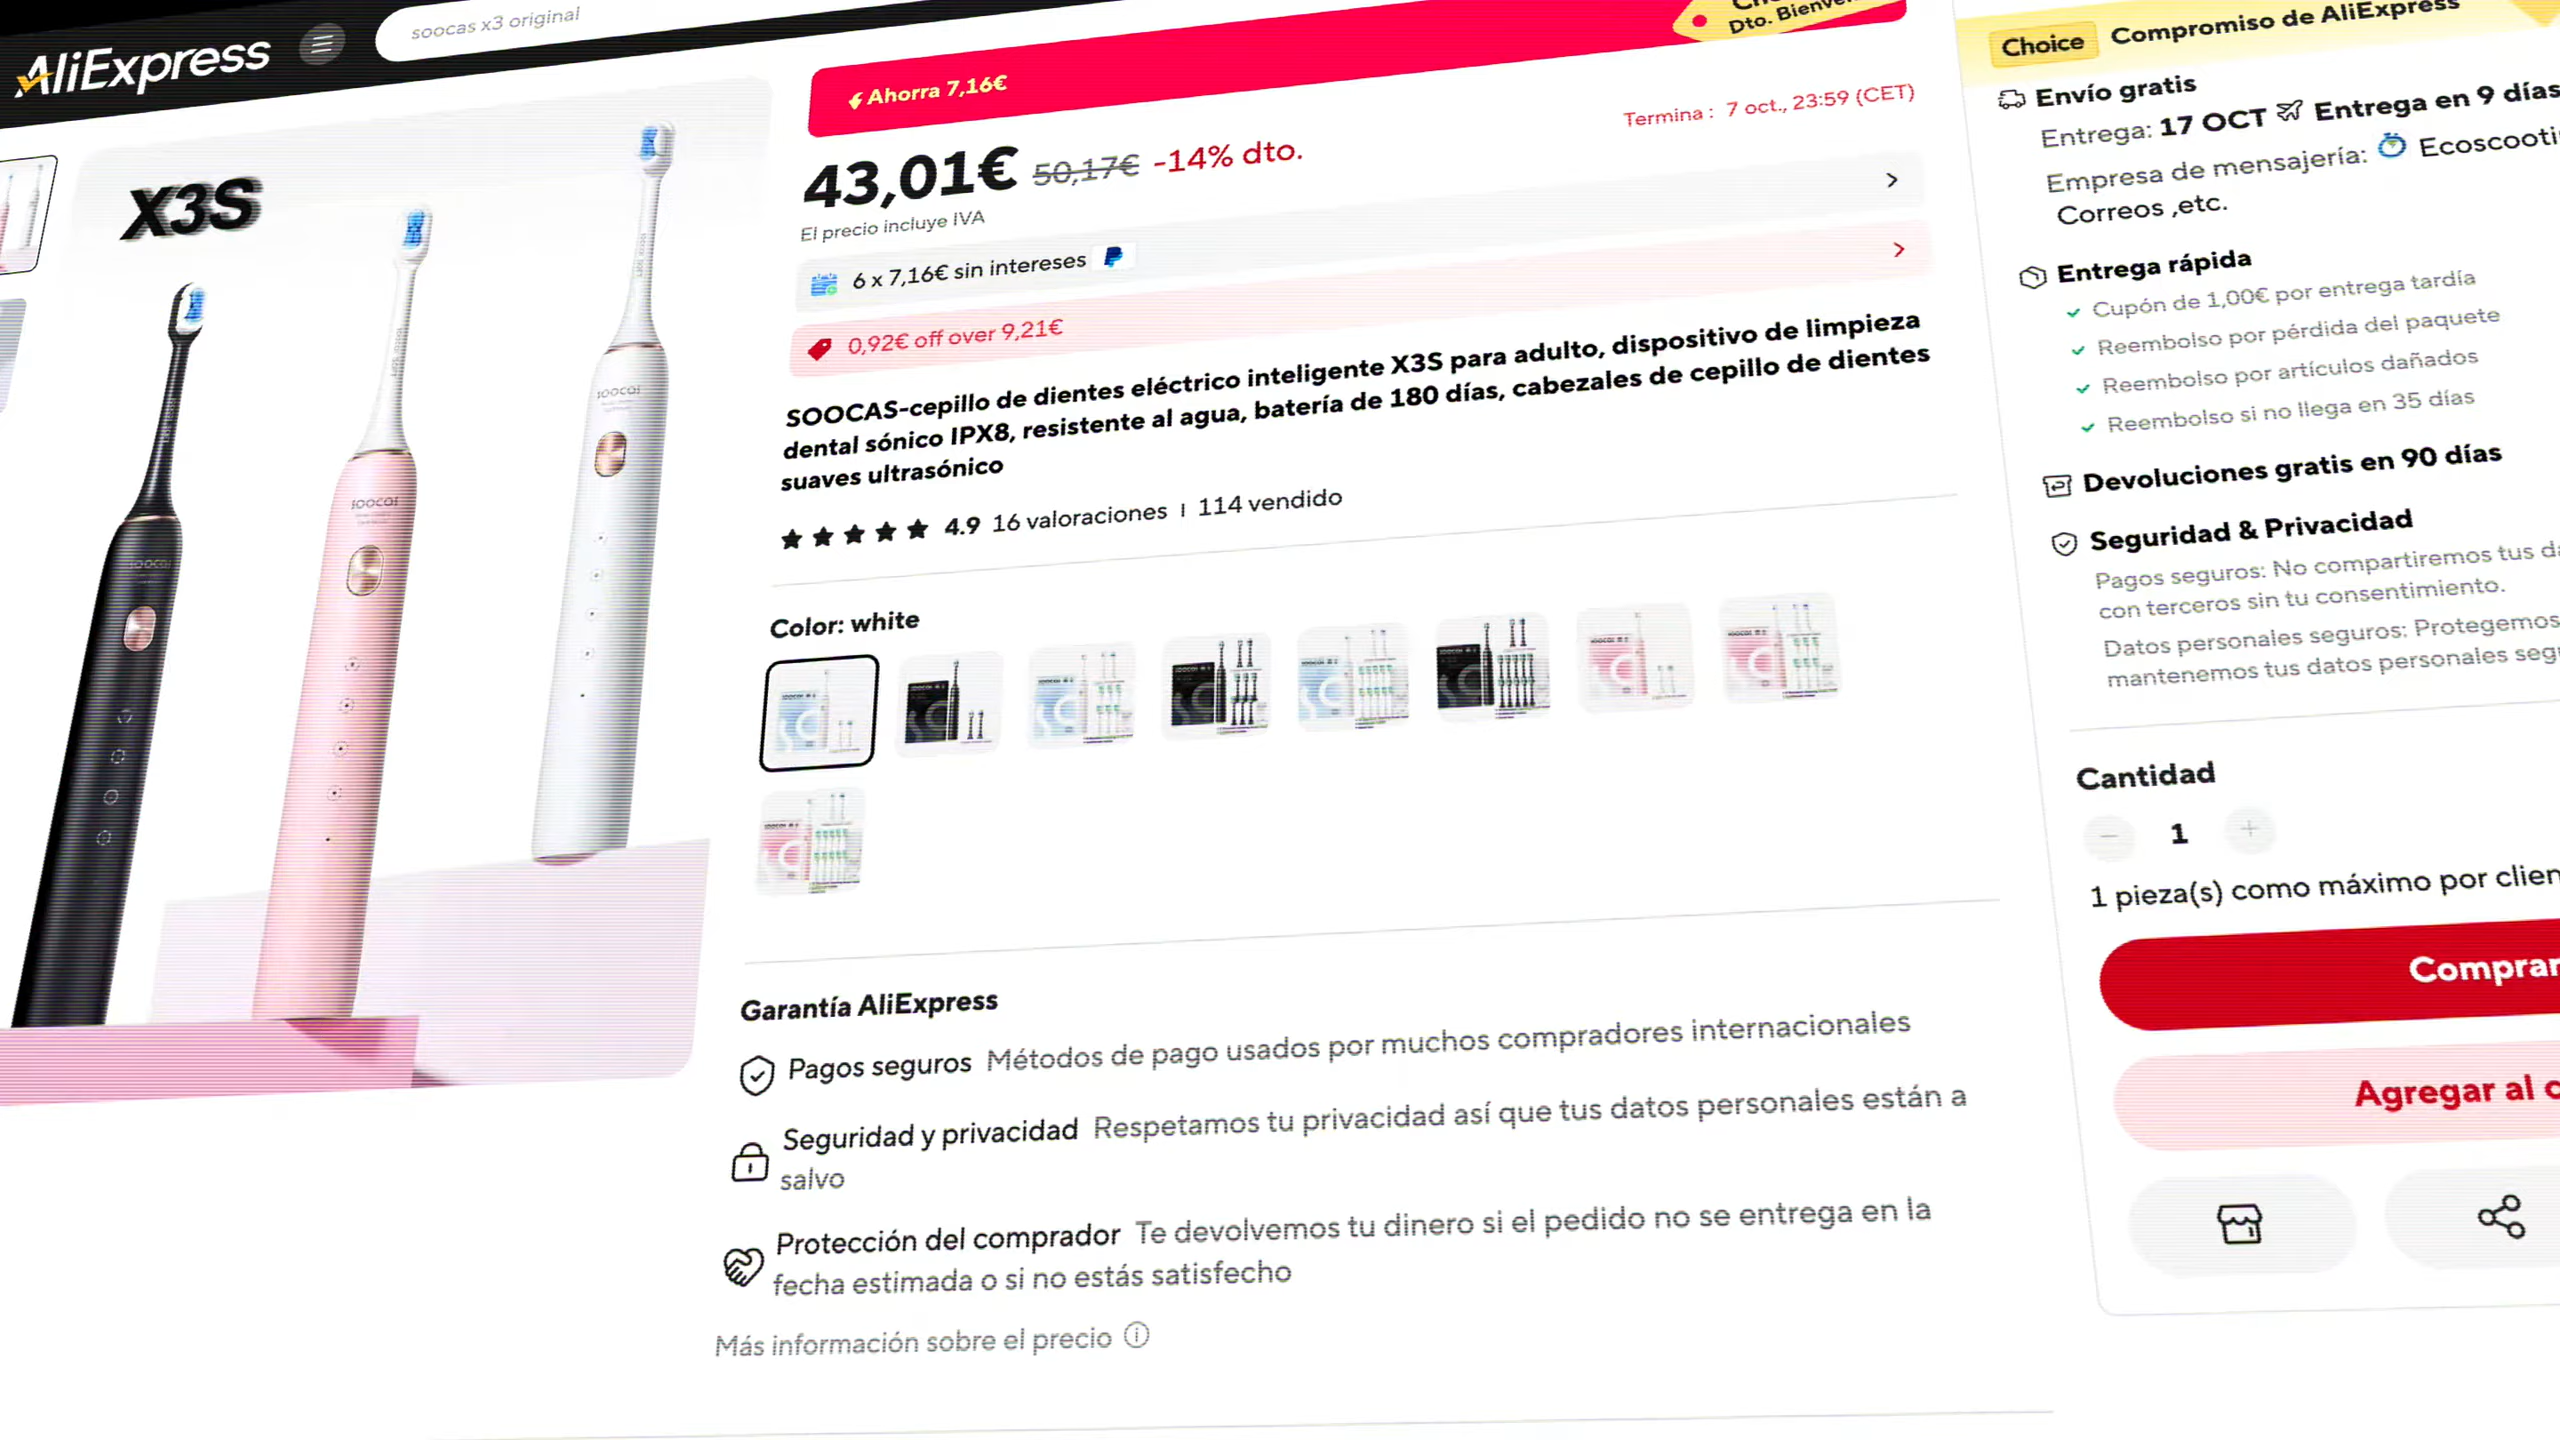 AliExpress
soocas x3 original
X3S
soocas
soocas
soocas
Ahorra 7,16€
Dto.
Termina : 7 oct., 23:59 (CET)
43,01€ 50,17€ -14% dto.
El precio incluye IVA
6 x 7,16€ sin intereses
0,92€ off over 9,21€
SOOCAS-cepillo de dientes eléctrico inteligente X3S para adulto, dispositivo de limpieza
dental sónico IPX8, resistente al agua, batería de 180 días, cabezales de cepillo de dientes
suaves ultrasónico
4.9 16 valoraciones | 114 vendido
Color: white
Garantía AliExpress
Pagos seguros Métodos de pago usados por muchos compradores internacionales
Seguridad y privacidad Respetamos tu privacidad así que tus datos personales están a
salvo
Protección del comprador Te devolvemos tu dinero si el pedido no se entrega en la
fecha estimada o si no estás satisfecho
Más información sobre el precio
Choice Compromiso de AliExpress
Envío gratis
Entrega: 17 OCT Entrega en 9 días
Empresa de mensajería: Ecoscooti
Correos ,etc.
Entrega rápida
Cupón de 1,00€ por entrega tardía
Reembolso por pérdida del paquete
Reembolso por artículos dañados
Reembolso si no llega en 35 días
Devoluciones gratis en 90 días
Seguridad & Privacidad
Pagos seguros: No compartiremos tus da
con terceros sin tu consentimiento.
Datos personales seguros: Protegemos
mantenemos tus datos personales seg
Cantidad
- 1 +
1 pieza(s) como máximo por clien
Comprar
Agregar al c